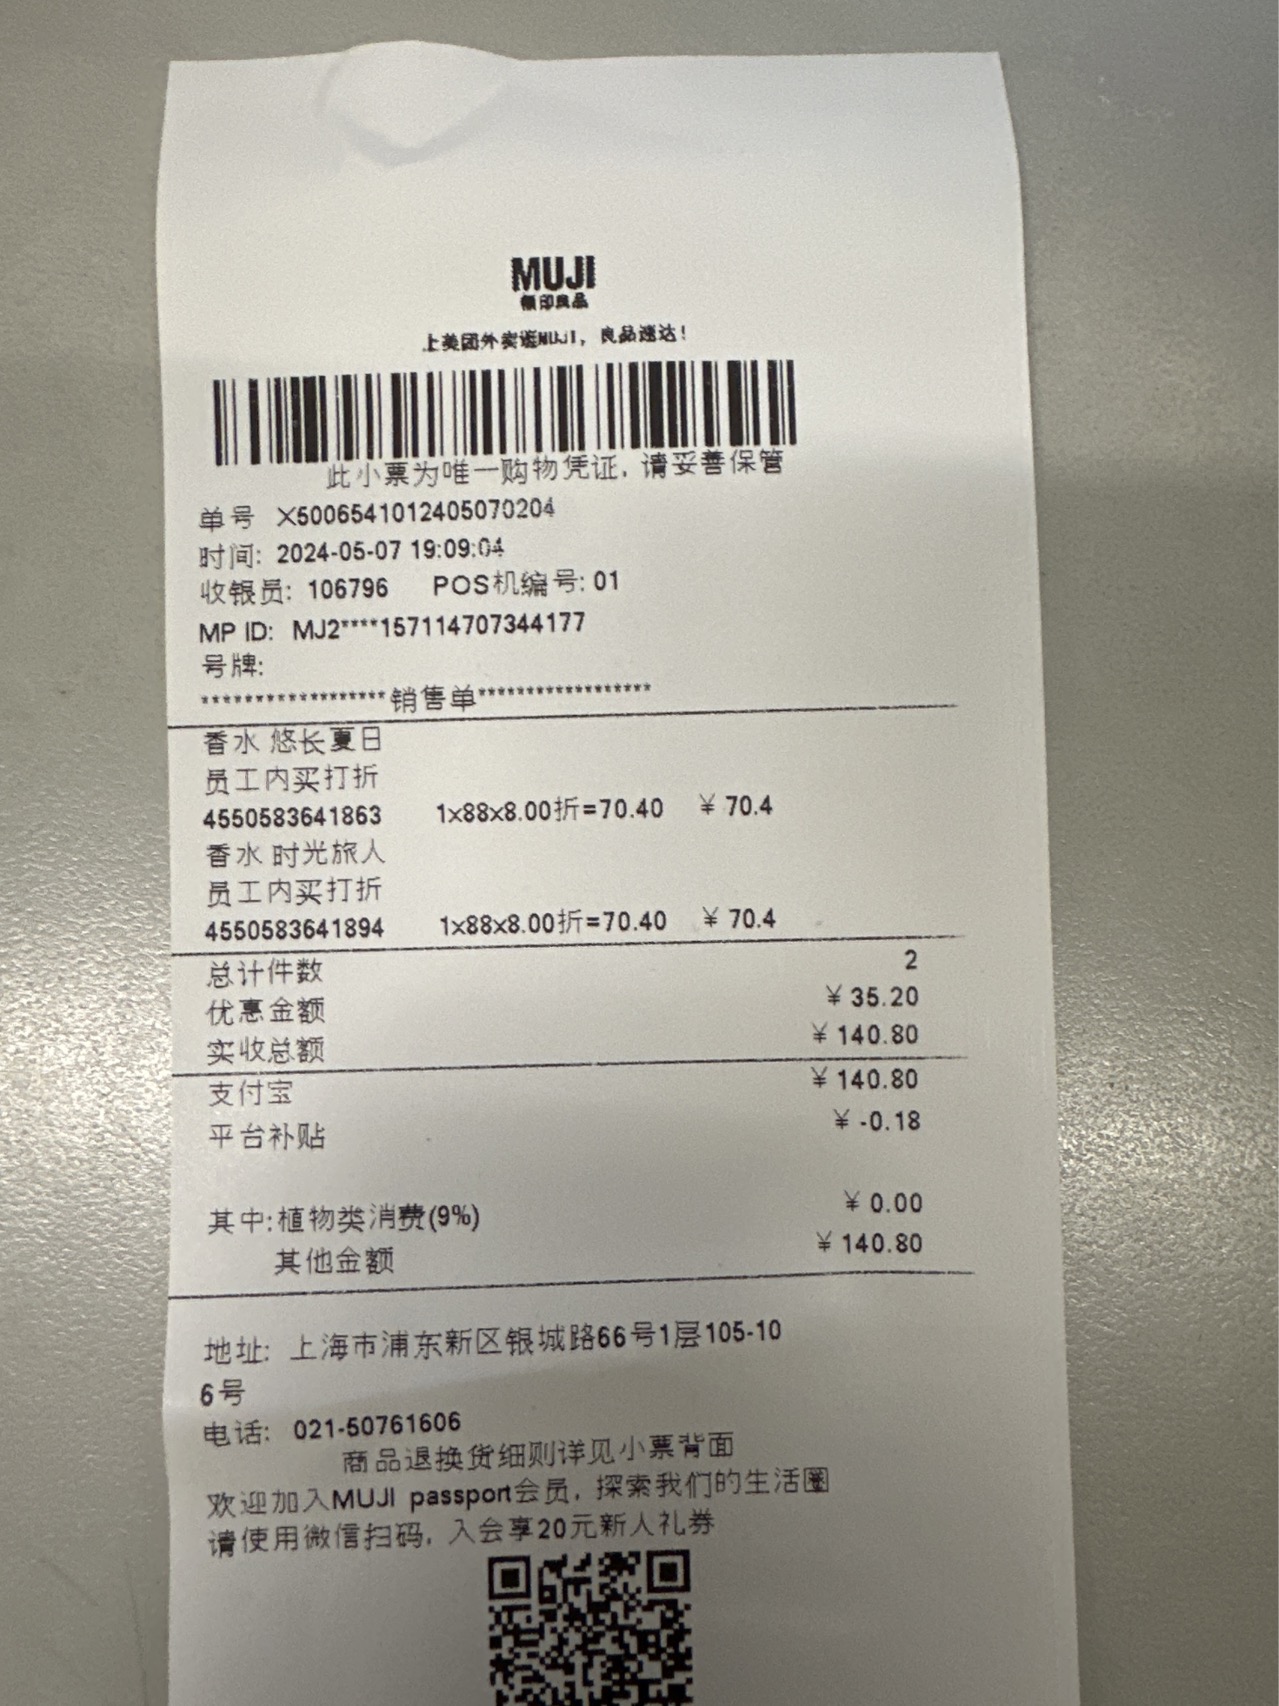 MUJI
無印良品
上美团外卖逛MUJI，良品速达！
此小票为唯一购物凭证, 请妥善保管
单号 X5006541012405070204
时间: 2024-05-07 19:09:04
收银员: 106796 POS机编号: 01
MP ID: MJ2****157114707344177
号牌:
******************销售单******************
香水 悠长夏日
员工内买打折
4550583641863 1x88x8.00折=70.40 ￥70.4
香水 时光旅人
员工内买打折
4550583641894 1x88x8.00折=70.40 ￥70.4
总计件数 2
优惠金额 ￥35.20
实收总额 ￥140.80
支付宝 ￥140.80
平台补贴 ￥-0.18
其中:植物类消费(9%) ￥0.00
其他金额 ￥140.80
地址: 上海市浦东新区银城路66号1层105-10
6号
电话: 021-50761606
商品退换货细则详见小票背面
欢迎加入MUJI passport会员, 探索我们的生活圈
请使用微信扫码, 入会享20元新人礼券